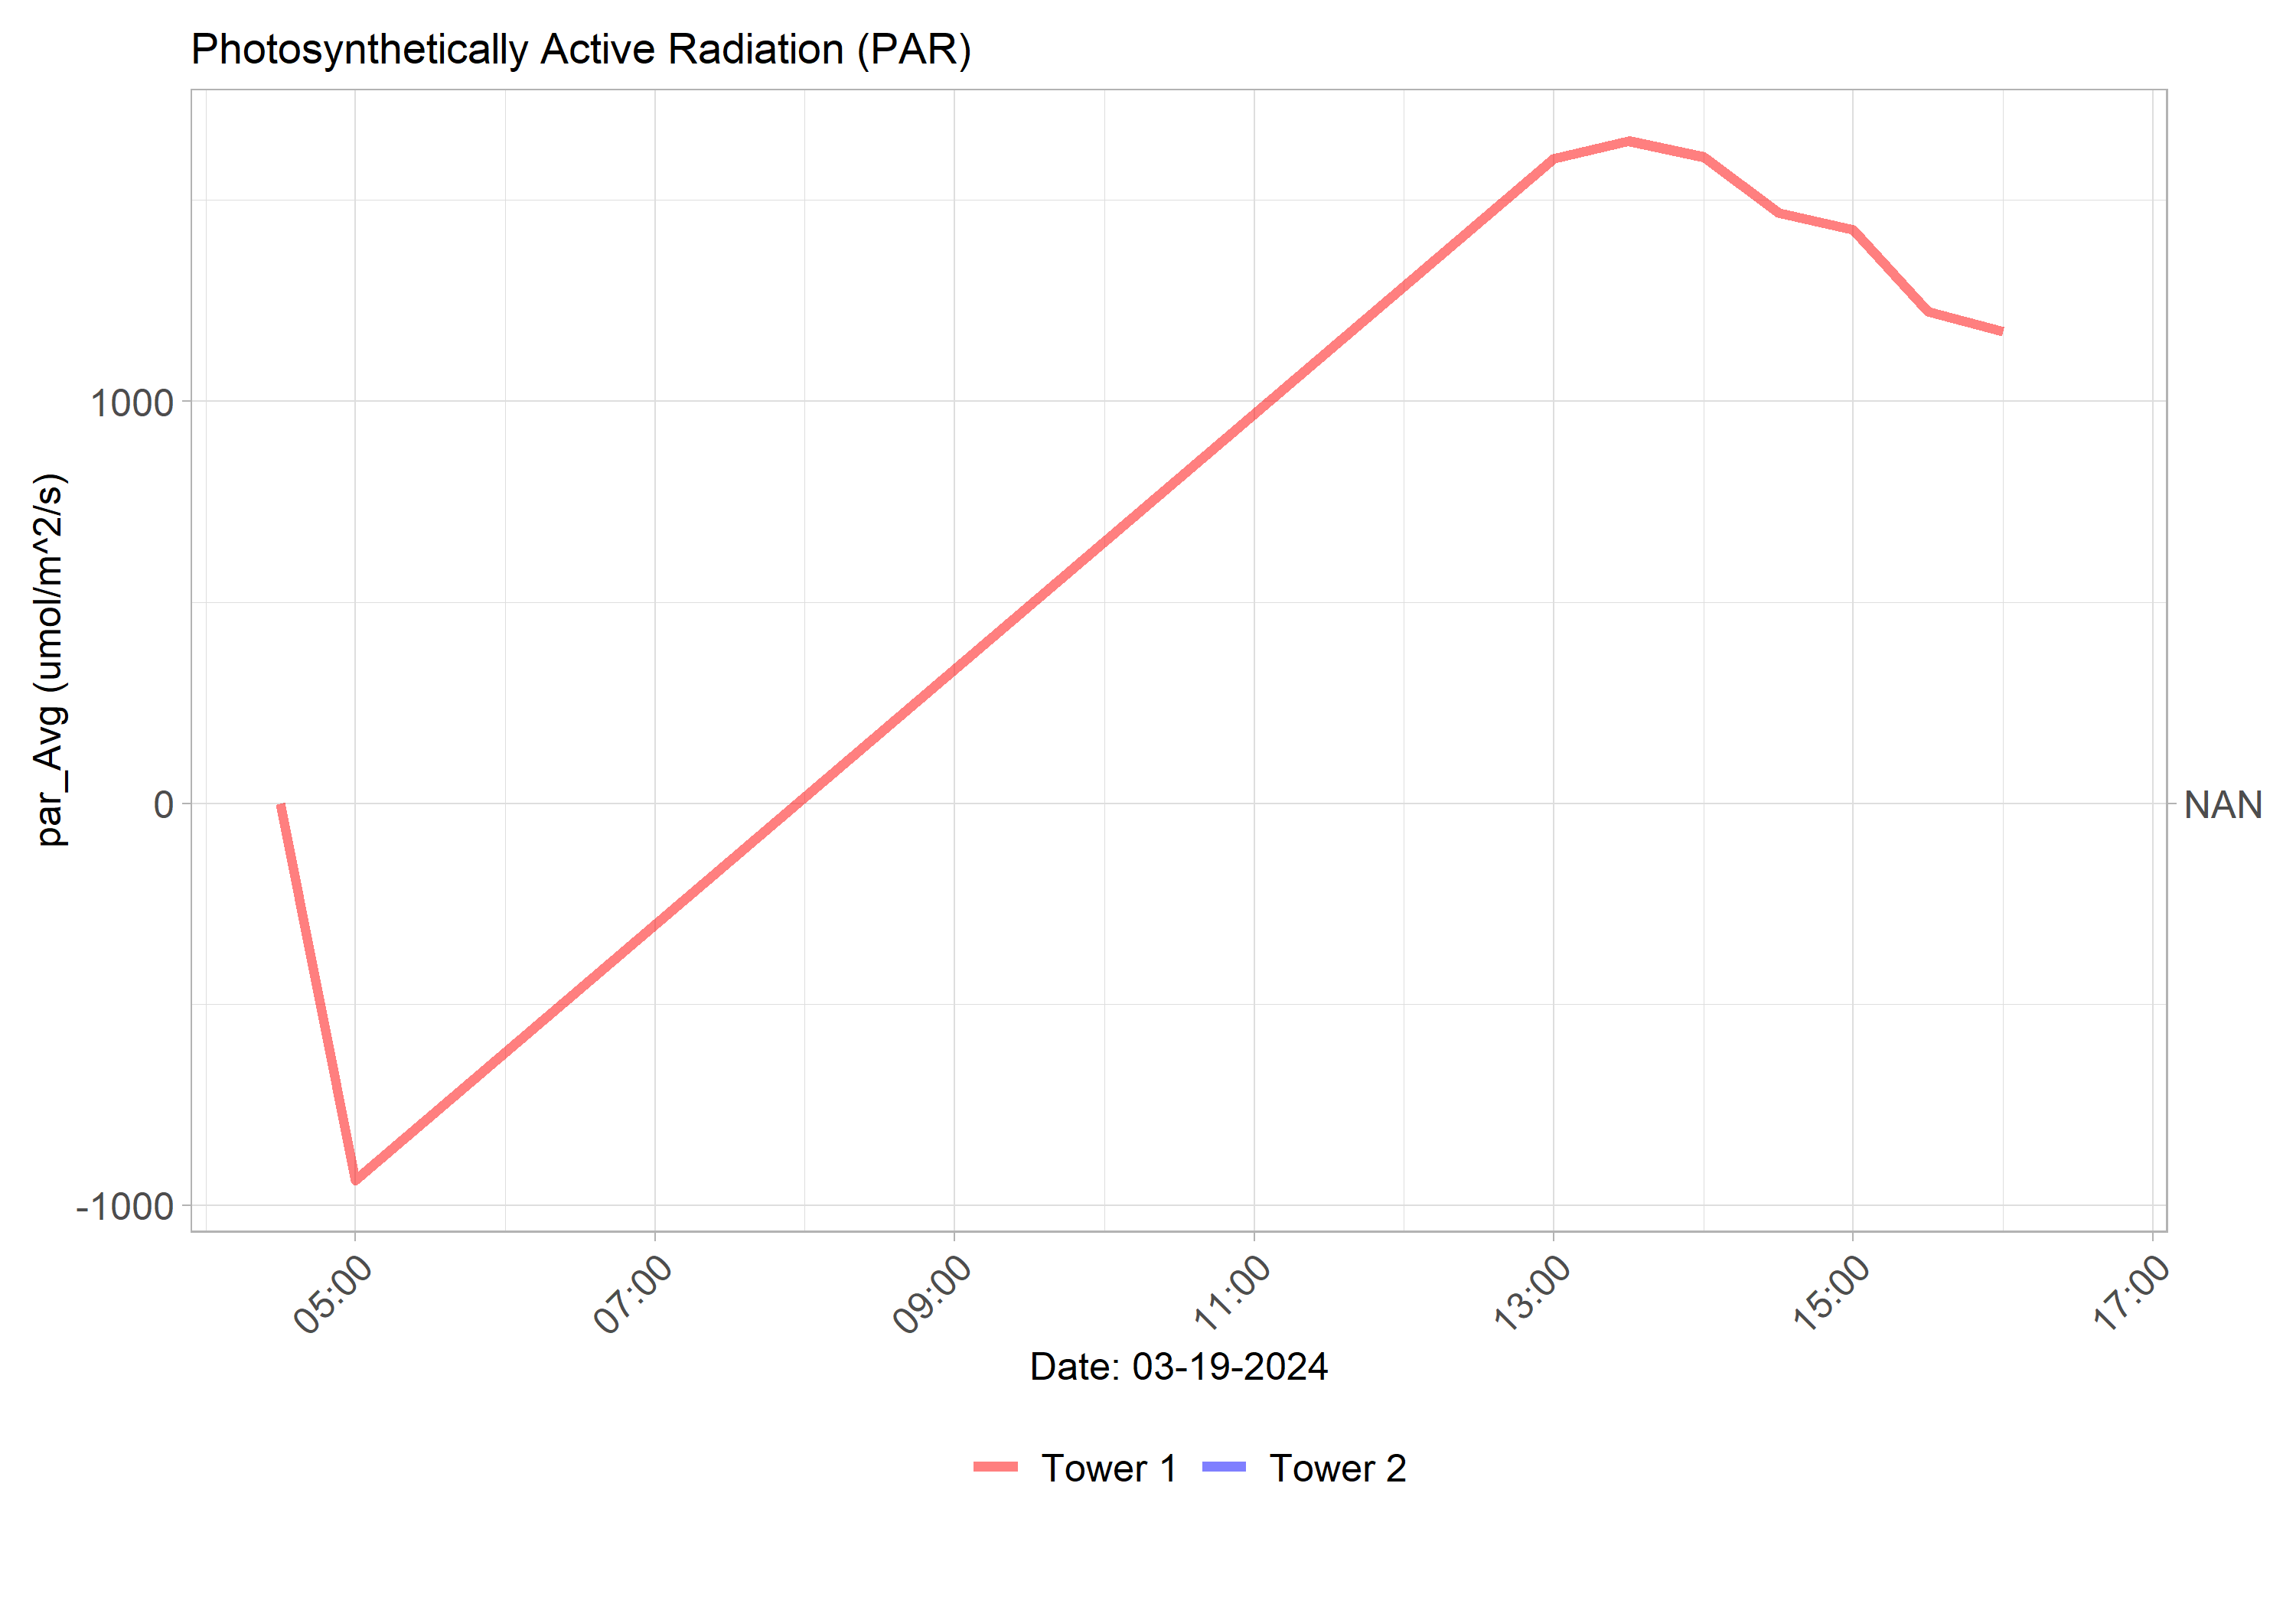 Photosynthetically Active Radiation (PAR)
par_Avg (umol/m^2/s)
1000
0
-1000
NAN
05:00
07:00
09:00
11:00
13:00
15:00
17:00
Date: 03-19-2024
Tower 1
Tower 2